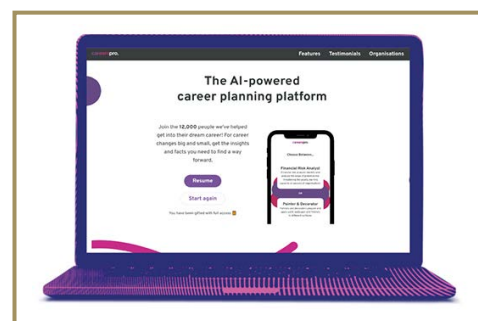 careerpro.
Features Testimonials Organisations
The AI-powered
career planning platform
Join the 12,000 people we've helped
get into their dream career! For career
changes big and small, get the insights
and facts you need to find a way
forward.
Resume
Start again
You have been gifted with full access
careerpro.
Choose Between...
Financial Risk Analyst
OR
Painter & Decorator